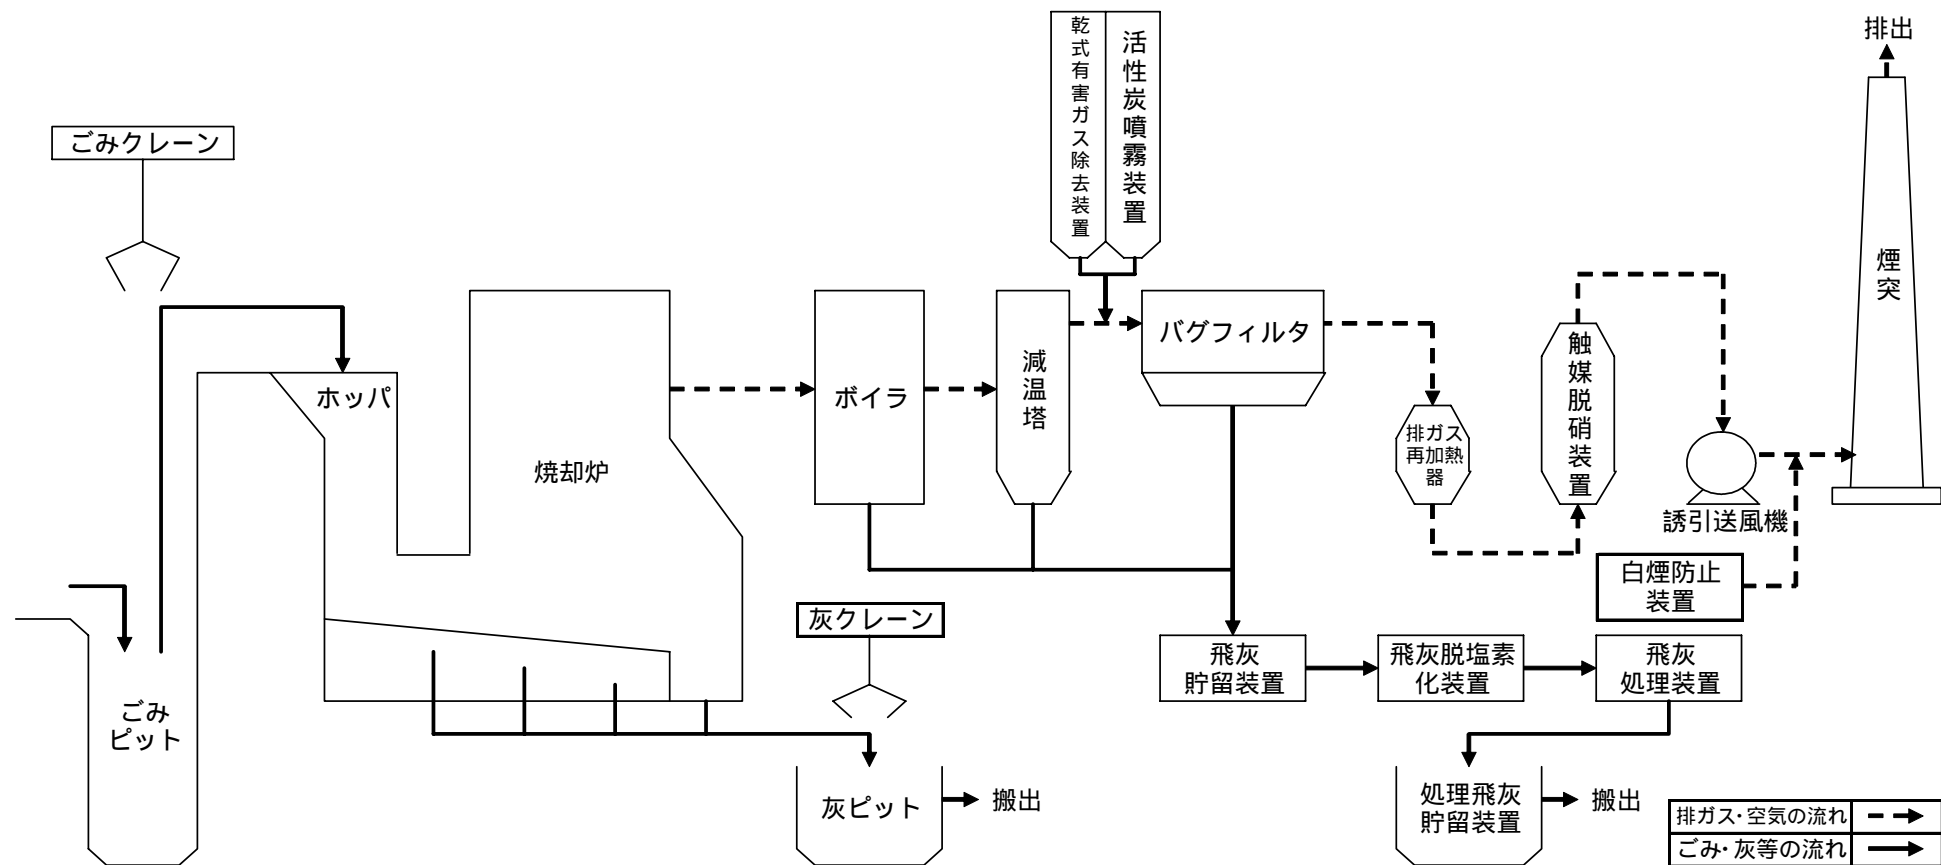 排出
乾式有害ガス除去装置
活性炭噴霧装置
ごみクレーン
煙突
バグフィルタ
ホッパ
ボイラ
減温塔
触媒脱硝装置
焼却炉
排ガス
再加熱
器
誘引送風機
白煙防止
装置
灰クレーン
飛灰
貯留装置
飛灰脱塩素
化装置
飛灰
処理装置
ごみ
ピット
灰ピット
搬出
処理飛灰
貯留装置
搬出
排ガス・空気の流れ
ごみ・灰等の流れ